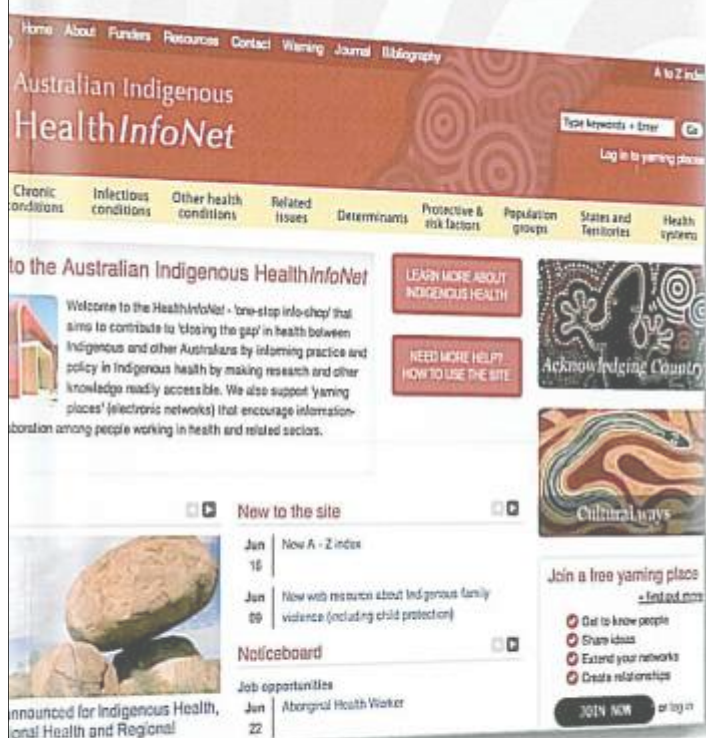 Home About Funders Resources Contact Warning Journal Bibliography
A to Z index
Australian Indigenous
HealthInfoNet
Type keywords + Enter Go
Log in to yarning places
Chronic conditions
Infectious conditions
Other health conditions
Related issues
Determinants
Protective & risk factors
Population groups
States and Territories
Health systems
to the Australian Indigenous HealthInfoNet
Welcome to the HealthInfoNet - 'one-stop info-shop' that
aims to contribute to 'closing the gap' in health between
Indigenous and other Australians by informing practice and
policy in Indigenous health by making research and other
knowledge readily accessible. We also support 'yarning
places' (electronic networks) that encourage information-
boration among people working in health and related sectors.
LEARN MORE ABOUT
INDIGENOUS HEALTH
NEED MORE HELP?
HOW TO USE THE SITE
Acknowledging Country
Cultural ways
New to the site
Jun 16 New A - Z index
Jun 09 New web resource about Indigenous family
violence (including child protection)
Noticeboard
Job opportunities
Jun 22 Aboriginal Health Worker
announced for Indigenous Health,
ional Health and Regional
Join a free yarning place
+ find out more
Get to know people
Share ideas
Extend your networks
Create relationships
JOIN NOW or log in